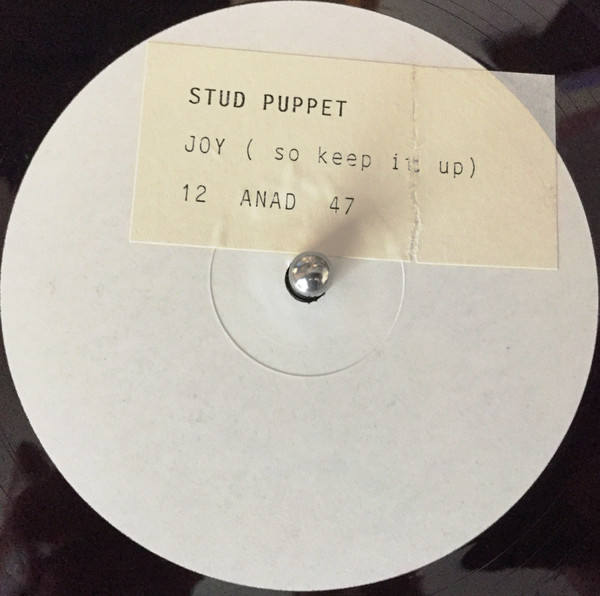 STUD PUPPET
JOY ( so keep it up)
12 ANAD 47